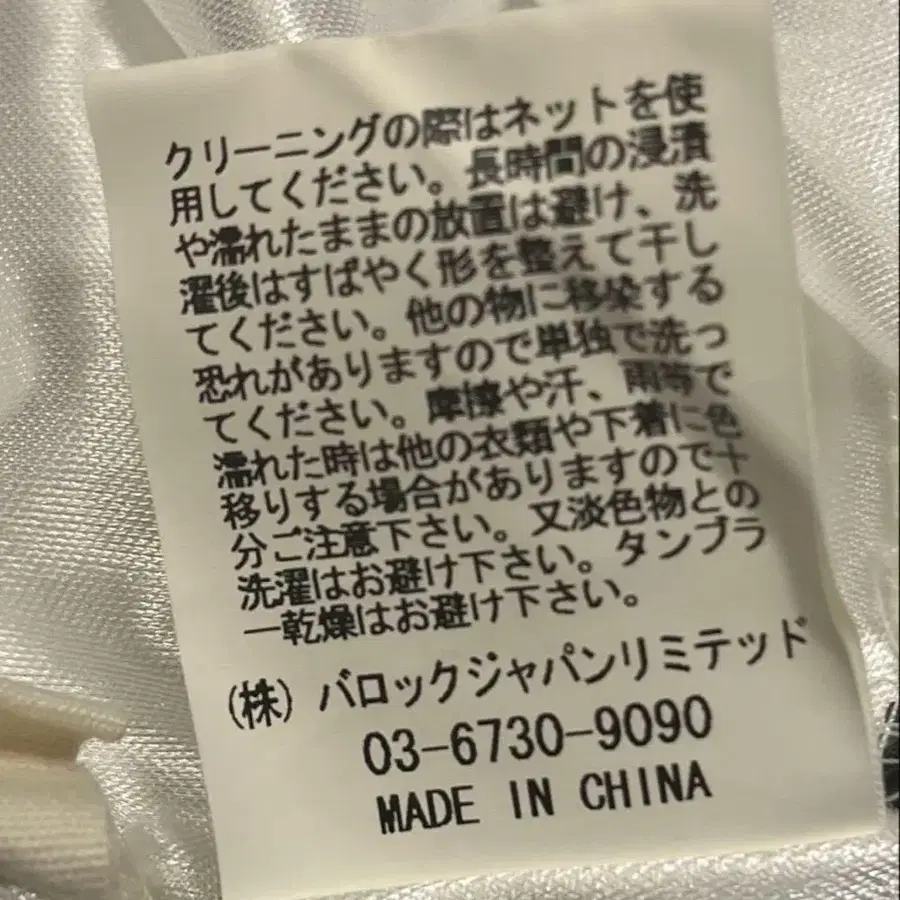 クリーニングの際はネットを使
用してください。長時間の浸漬
や濡れたままの放置は避け、洗
濯後はすばやく形を整えて干し
てください。他の物に移染する
恐れがありますので単独で洗っ
てください。摩擦や汗、雨等で
濡れた時は他の衣類や下着に色
移りする場合がありますので十
分ご注意下さい。又淡色物との
洗濯はお避け下さい。タンブラ
ー乾燥はお避け下さい。
(株)バロックジャパンリミテッド
03-6730-9090
MADE IN CHINA